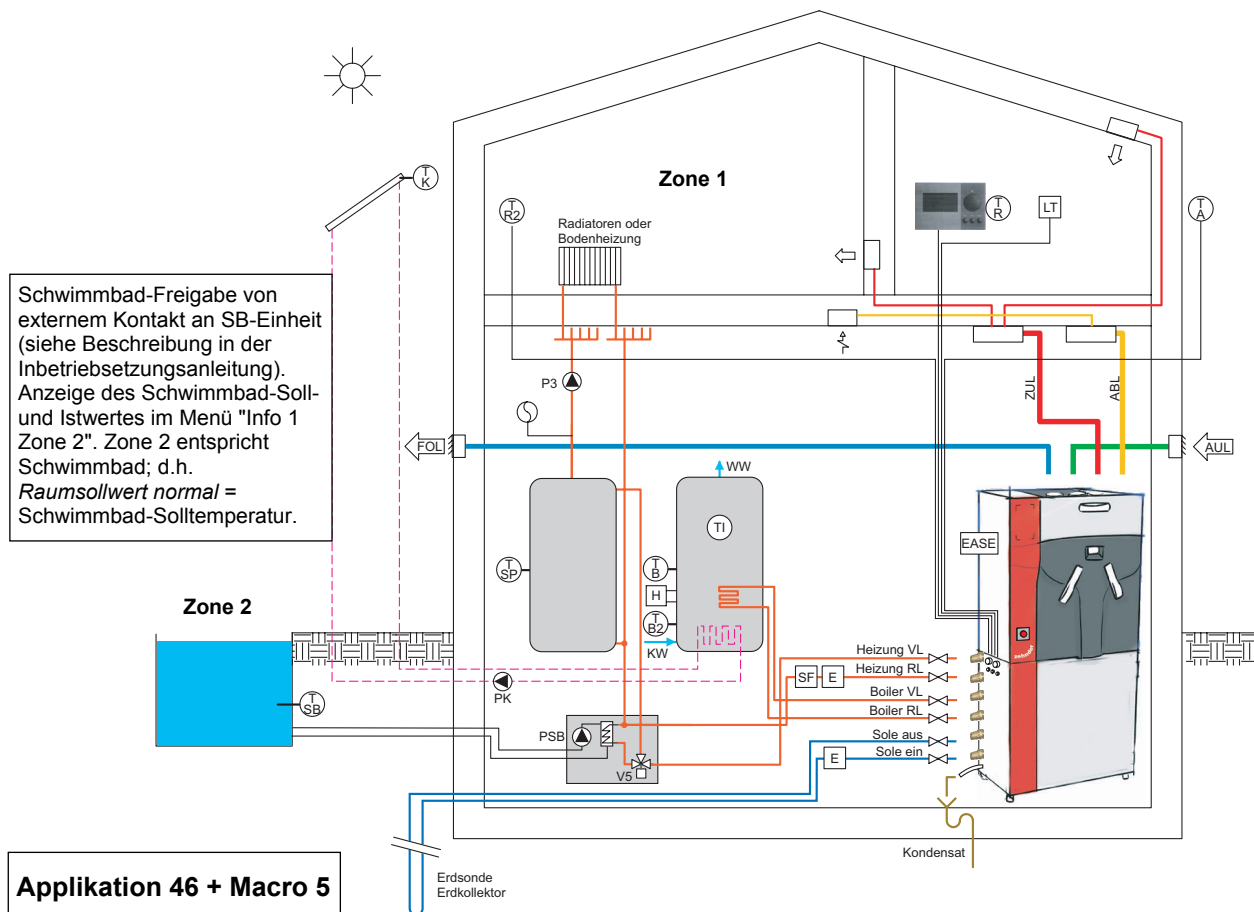 Zone 1
T
K
T
R2
Radiatoren oder
Bodenheizung
T
R
LT
T
A
Schwimmbad-Freigabe von
externem Kontakt an SB-Einheit
(siehe Beschreibung in der
Inbetriebsetzungsanleitung).
Anzeige des Schwimmbad-Soll-
und Istwertes im Menü "Info 1
Zone 2". Zone 2 entspricht
Schwimmbad; d.h.
Raumsollwert normal =
Schwimmbad-Solltemperatur.
P3
ZUL
ABL
FOL
AUL
WW
TI
EASE
T
SP
T
B
H
T
B2
KW
Zone 2
T
SB
PK
PSB
V5
Heizung VL
SF
E
Heizung RL
Boiler VL
Boiler RL
Sole aus
Sole ein
E
Kondensat
Erdsonde
Erdkollektor
Applikation 46 + Macro 5